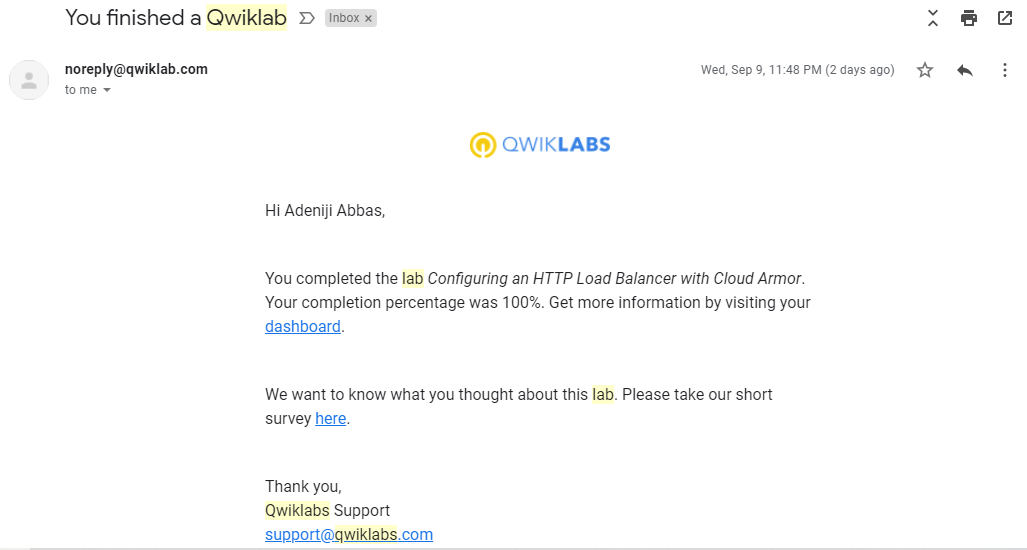 You finished a Qwiklab Inbox ×
noreply@qwiklab.com Wed, Sep 9, 11:48 PM (2 days ago)
to me
QWIKLABS
Hi Adeniji Abbas,
You completed the lab Configuring an HTTP Load Balancer with Cloud Armor.
Your completion percentage was 100%. Get more information by visiting your
dashboard.
We want to know what you thought about this lab. Please take our short
survey here.
Thank you,
Qwiklabs Support
support@qwiklabs.com